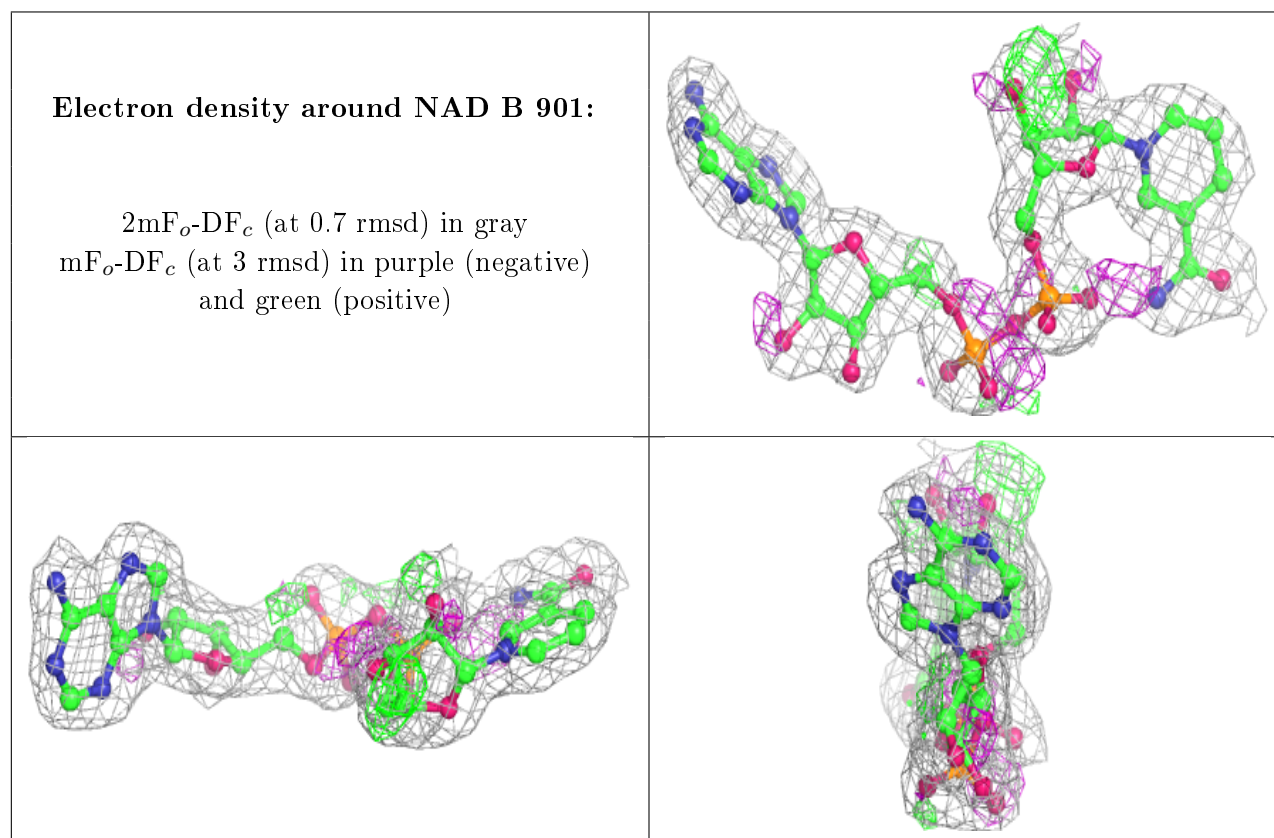 Electron density around NAD B 901:
2mFₒ-DF𝒸 (at 0.7 rmsd) in gray
mFₒ-DF𝒸 (at 3 rmsd) in purple (negative)
and green (positive)